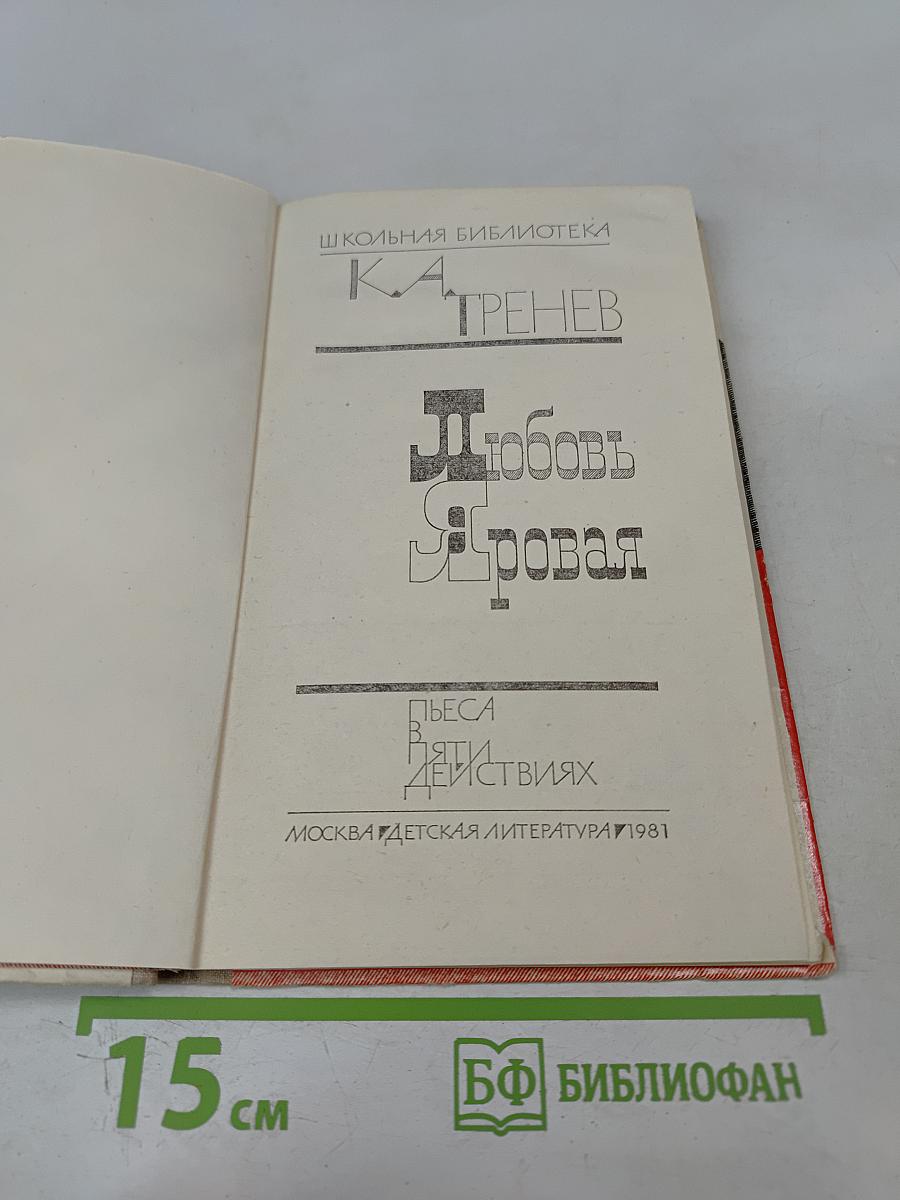 ШКОЛЬНАЯ БИБЛИОТЕКА
К. А. ТРЕНЕВ
Любовь
Яровая
ПЬЕСА
В
ПЯТИ
ДЕЙСТВИЯХ
МОСКВА ДЕТСКАЯ ЛИТЕРАТУРА 1981
15 см
БФ БИБЛИОФАН